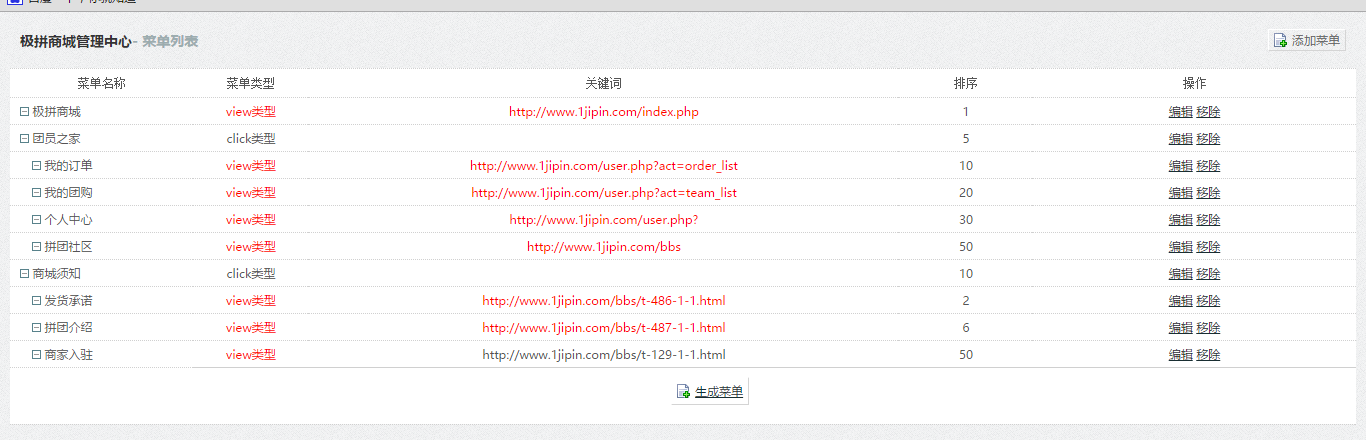 极拼商城管理中心- 菜单列表
添加菜单
菜单名称 菜单类型 关键词 排序 操作
极拼商城 view类型 http://www.1jipin.com/index.php 1 编辑 移除
团员之家 click类型 5 编辑 移除
我的订单 view类型 http://www.1jipin.com/user.php?act=order_list 10 编辑 移除
我的团购 view类型 http://www.1jipin.com/user.php?act=team_list 20 编辑 移除
个人中心 view类型 http://www.1jipin.com/user.php? 30 编辑 移除
拼团社区 view类型 http://www.1jipin.com/bbs 50 编辑 移除
商城须知 click类型 10 编辑 移除
发货承诺 view类型 http://www.1jipin.com/bbs/t-486-1-1.html 2 编辑 移除
拼团介绍 view类型 http://www.1jipin.com/bbs/t-487-1-1.html 6 编辑 移除
商家入驻 view类型 http://www.1jipin.com/bbs/t-129-1-1.html 50 编辑 移除
生成菜单